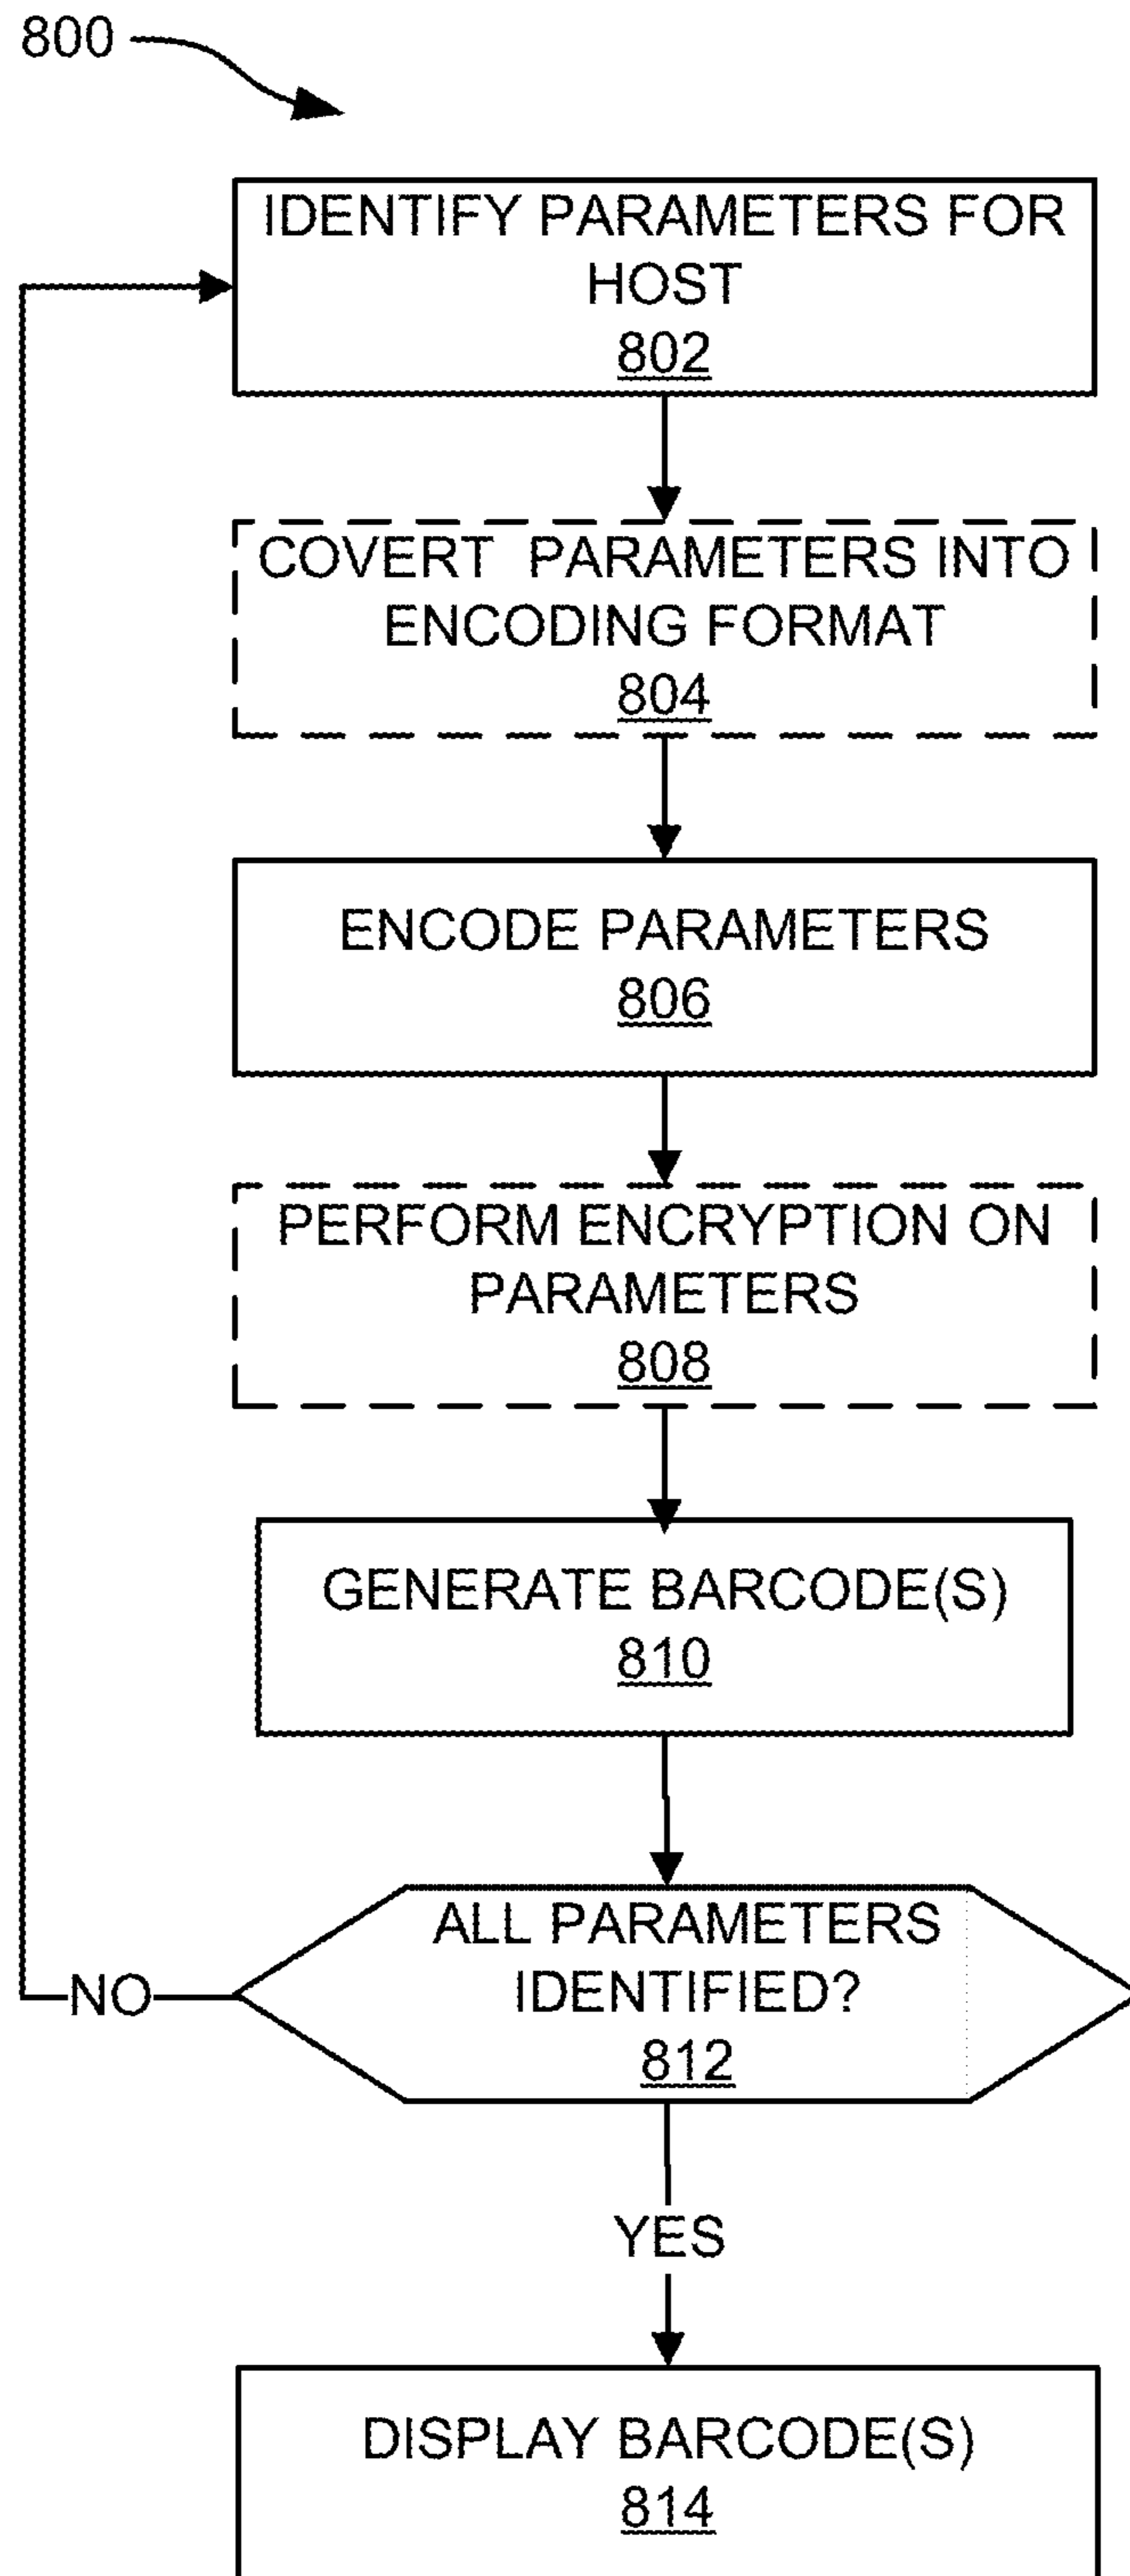 800
IDENTIFY PARAMETERS FOR
HOST
802
COVERT PARAMETERS INTO
ENCODING FORMAT
804
ENCODE PARAMETERS
806
PERFORM ENCRYPTION ON
PARAMETERS
808
GENERATE BARCODE(S)
810
ALL PARAMETERS
IDENTIFIED?
812
NO
YES
DISPLAY BARCODE(S)
814